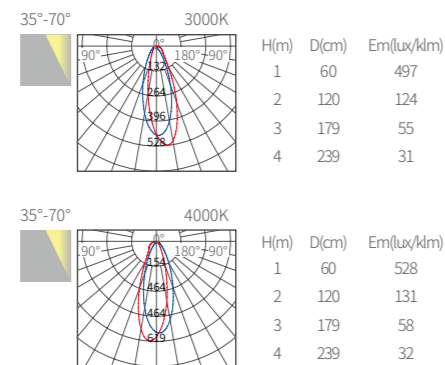 35°-70° 3000K
90° 0° 180° 90°
132
264
396
528
H(m) D(cm) Em(lux/klm)
1 60 497
2 120 124
3 179 55
4 239 31
35°-70° 4000K
90° 0° 180° 90°
154
464
464
619
H(m) D(cm) Em(lux/klm)
1 60 528
2 120 131
3 179 58
4 239 32